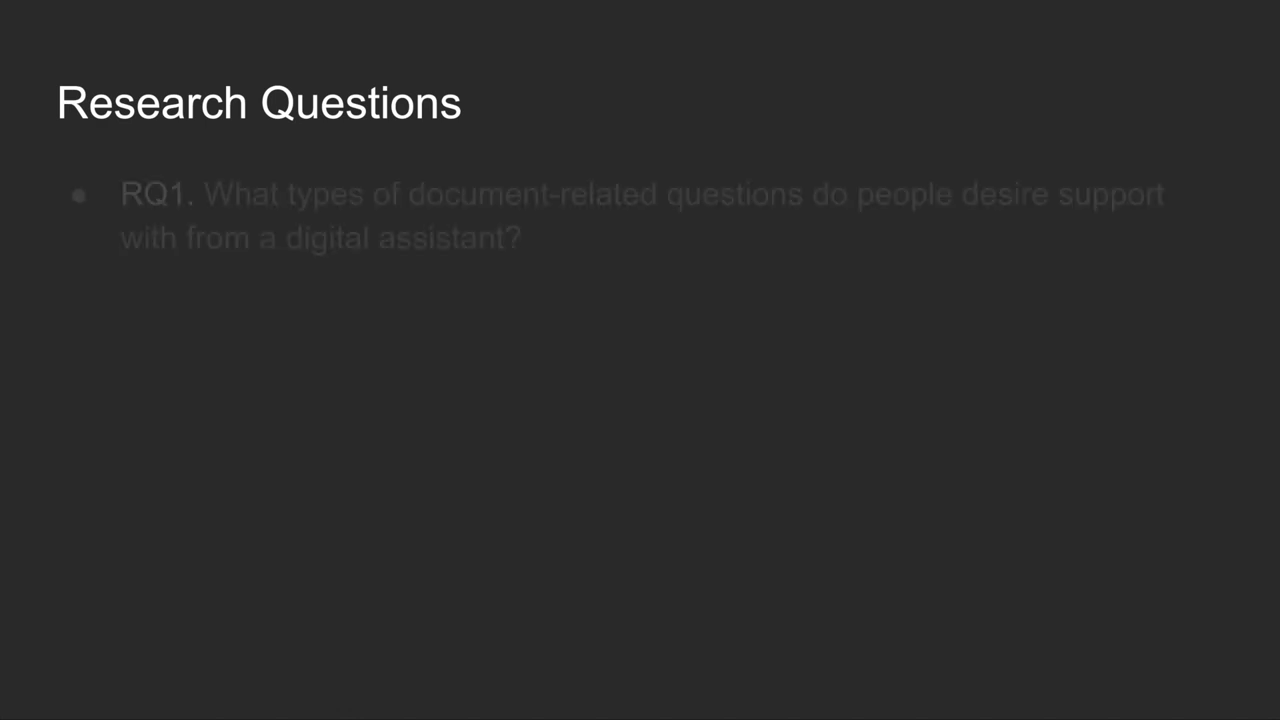 Research Questions
● RQ1. What types of document-related questions do people desire support
with from a digital assistant?